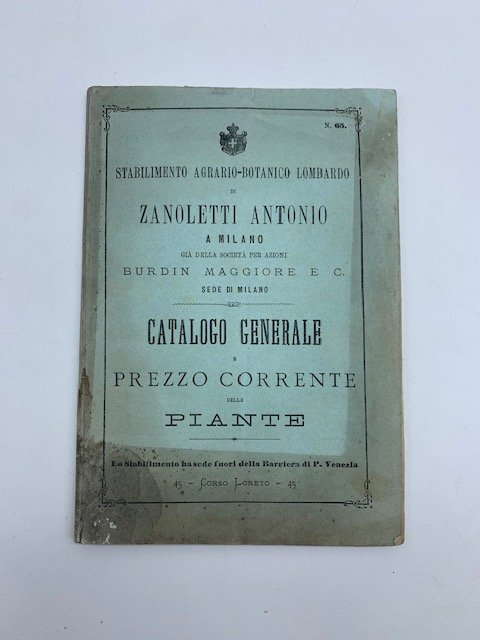 N. 65.
STABILIMENTO AGRARIO-BOTANICO LOMBARDO
DI
ZANOLETTI ANTONIO
A MILANO
GIÀ DELLA SOCIETÀ PER AZIONI
BURDIN MAGGIORE E C.
SEDE DI MILANO
CATALOGO GENERALE
E
PREZZO CORRENTE
DELLE
PIANTE
Lo Stabilimento ha sede fuori della Barriera di P. Venezia
45 - CORSO LORETO - 45